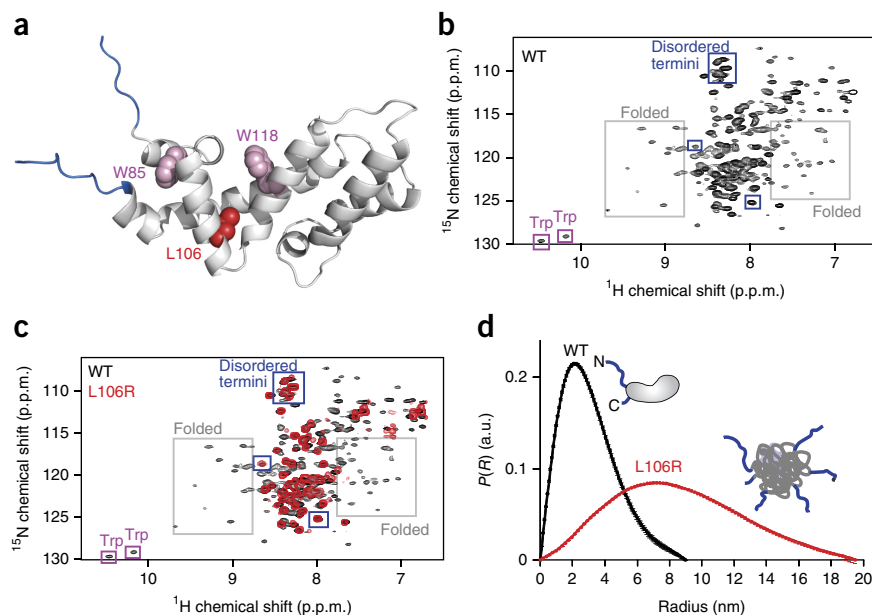 a
W85
W118
L106
b
WT
Disordered
termini
Folded
Folded
Trp
Trp
110
115
120
125
130
10
9
8
7
15N chemical shift (p.p.m.)
1H chemical shift (p.p.m.)
c
WT
L106R
Disordered
termini
Folded
Folded
Trp
Trp
110
115
120
125
130
10
9
8
7
15N chemical shift (p.p.m.)
1H chemical shift (p.p.m.)
d
WT
N
C
L106R
0.2
0.1
0
P(R) (a.u.)
0 2 4 6 8 10 12 14 16 18 20
Radius (nm)